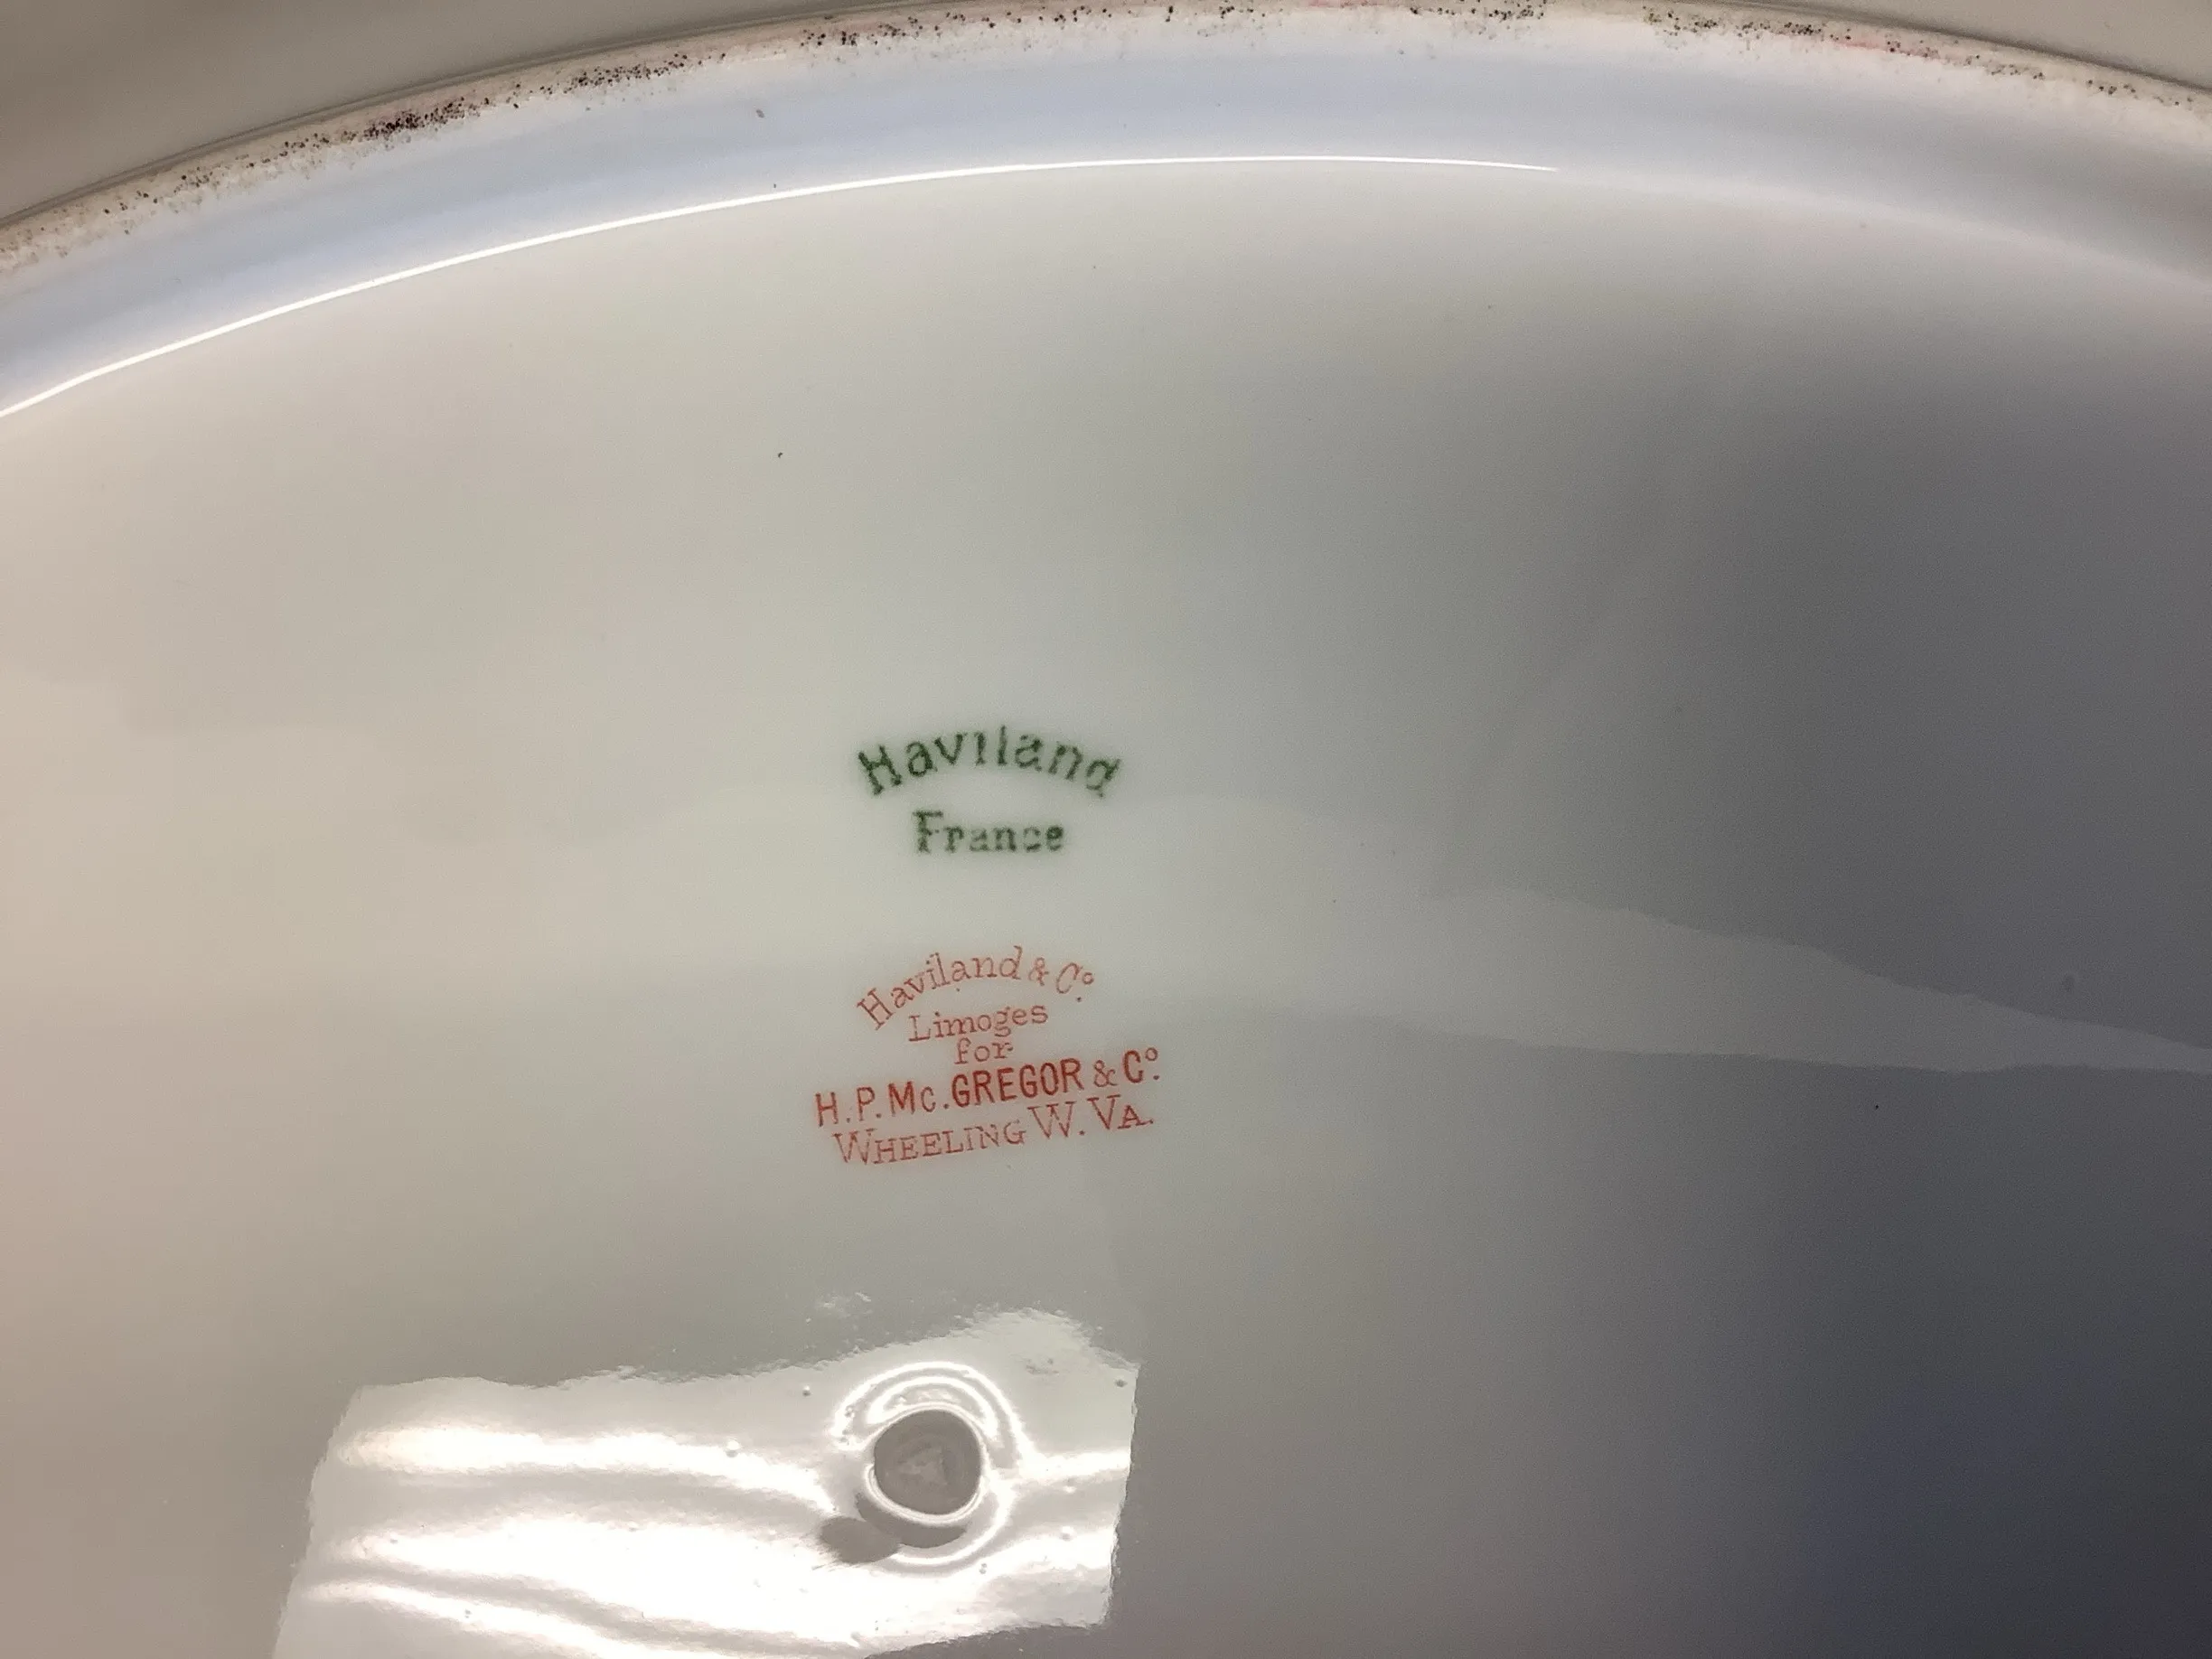 Haviland
France
Haviland & Co.
Limoges
for
H.P. Mc. GREGOR & Co.
WHEELING W. VA.